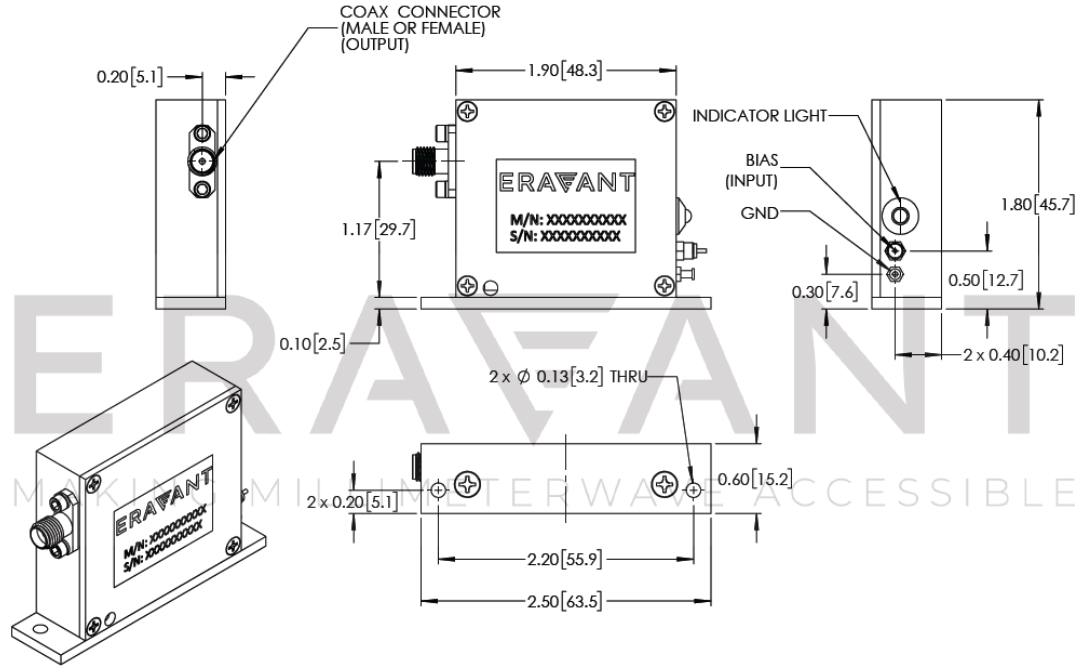 COAX CONNECTOR
(MALE OR FEMALE)
(OUTPUT)
0.20[5.1]
1.90[48.3]
INDICATOR LIGHT
BIAS
(INPUT)
GND
1.80[45.7]
ERAVANT
M/N: XXXXXXXXXX
S/N: XXXXXXXXXX
1.17[29.7]
0.50[12.7]
0.30[7.6]
0.10[2.5]
2 x 0.40[10.2]
ERAVANT
MAKING MILLIMETERWAVE ACCESSIBLE
2 x Ø 0.13[3.2] THRU
0.60[15.2]
2 x 0.20[5.1]
2.20[55.9]
2.50[63.5]
ERAVANT
M/N: XXXXXXXXXX
S/N: XXXXXXXXXX